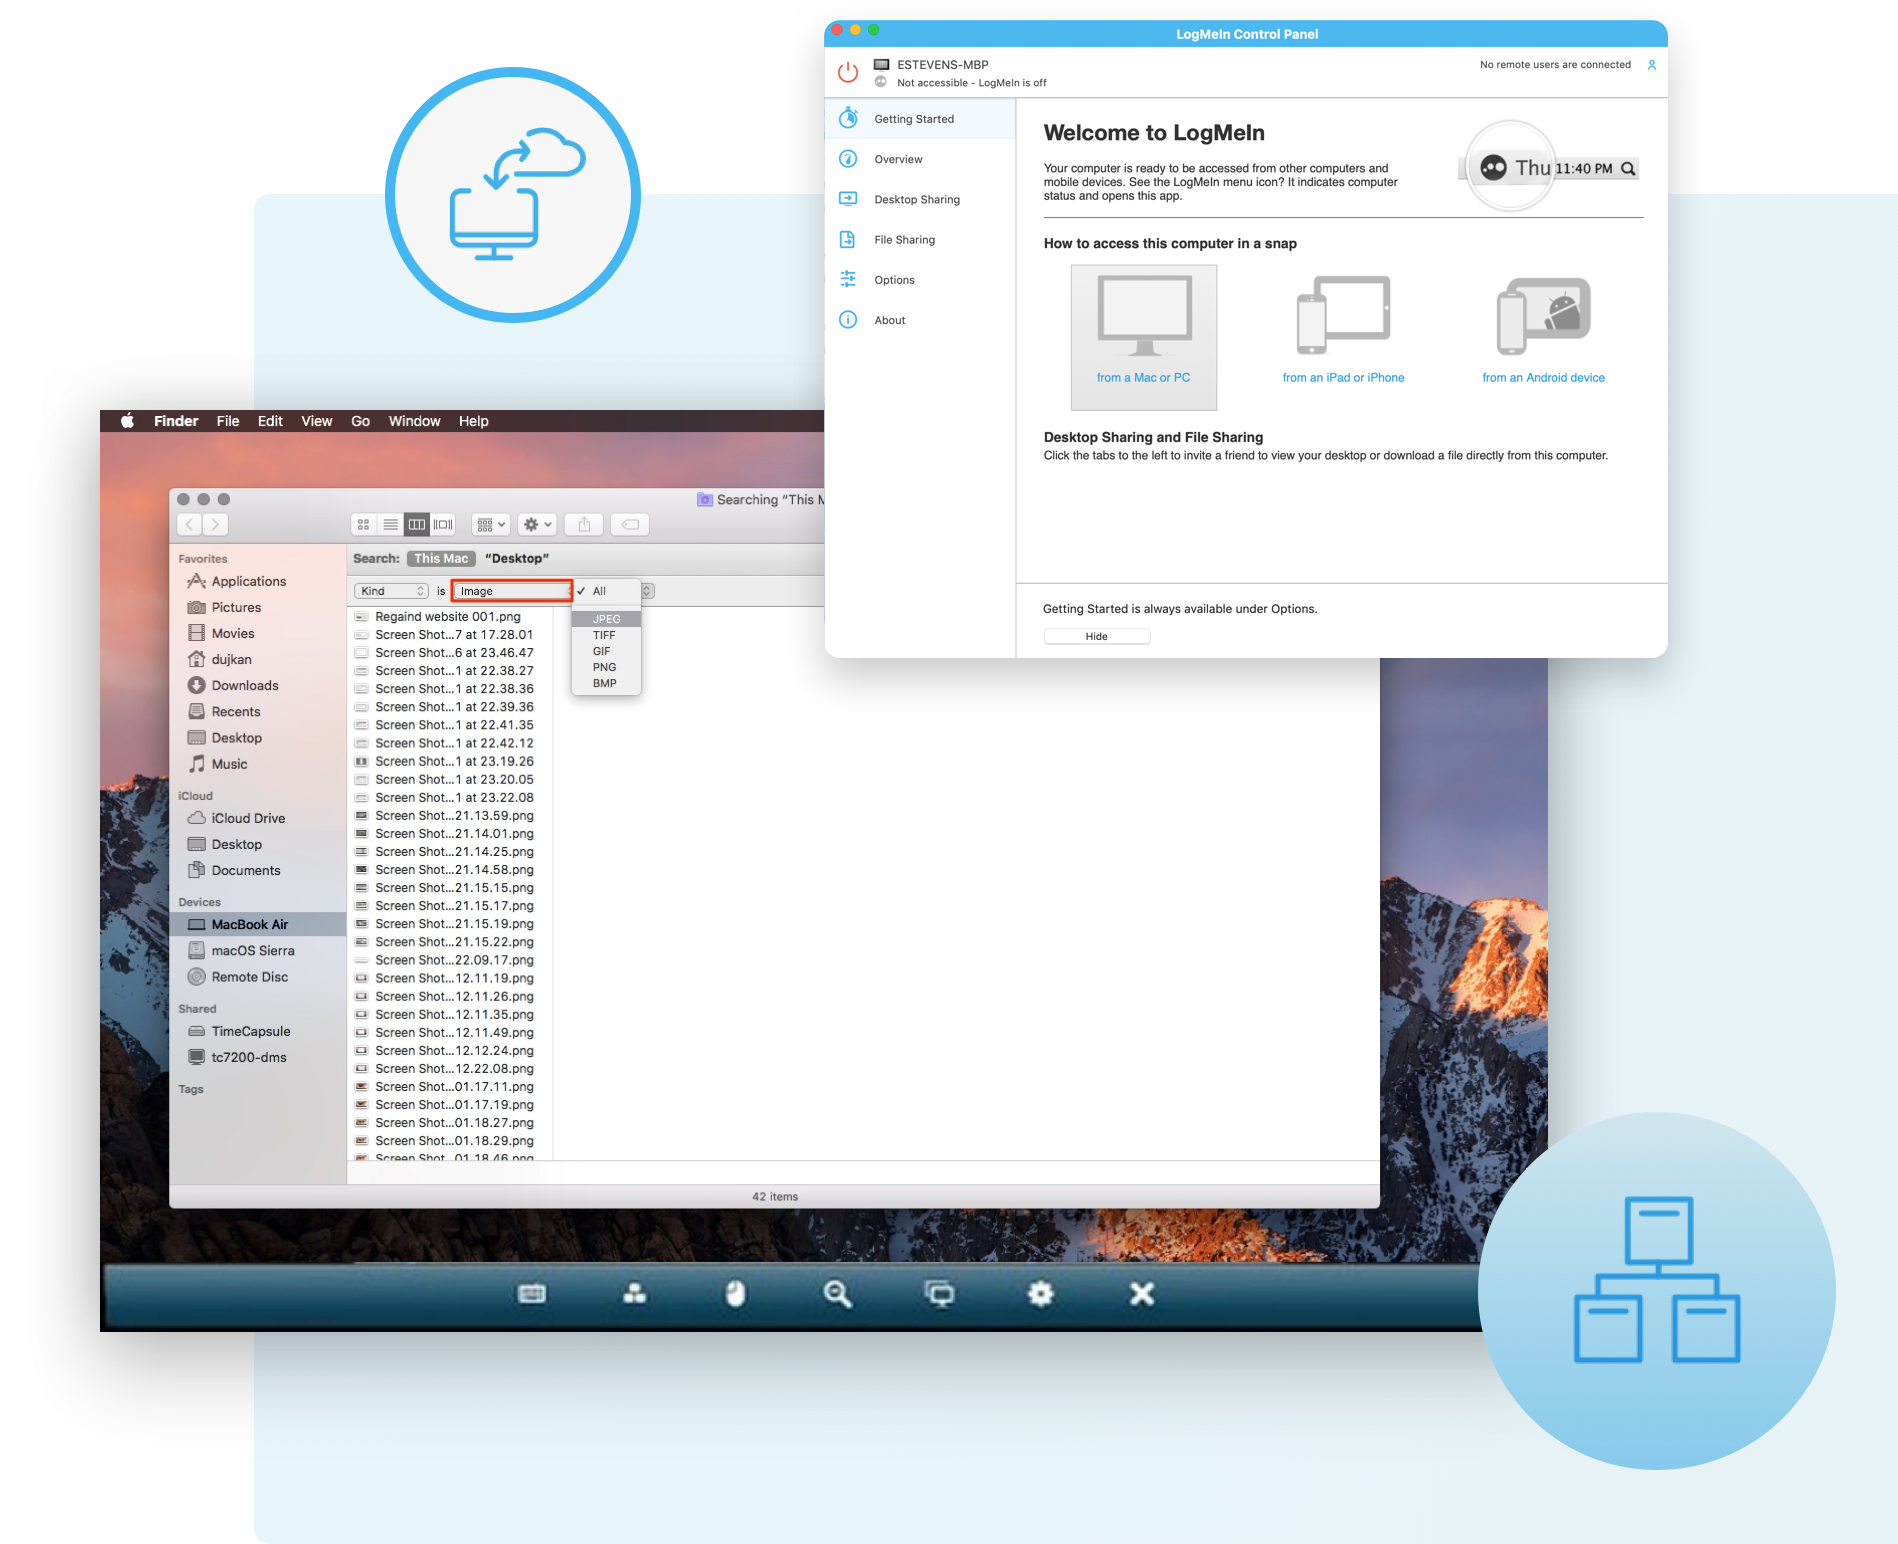 LogMeIn Control Panel
ESTEVENS-MBP
Not accessible - LogMeIn is off
No remote users are connected
Getting Started
Overview
Desktop Sharing
File Sharing
Options
About
Welcome to LogMeIn
Your computer is ready to be accessed from other computers and
mobile devices. See the LogMeIn menu icon? It indicates computer
status and opens this app.
Thu 11:40 PM
How to access this computer in a snap
from a Mac or PC
from an iPad or iPhone
from an Android device
Desktop Sharing and File Sharing
Click the tabs to the left to invite a friend to view your desktop or download a file directly from this computer.
Getting Started is always available under Options.
Hide
Finder File Edit View Go Window Help
Searching “This M
Search: This Mac “Desktop”
Kind is Image
All
JPEG
TIFF
GIF
PNG
BMP
Favorites
Applications
Pictures
Movies
dujkan
Downloads
Recents
Desktop
Music
iCloud
iCloud Drive
Desktop
Documents
Devices
MacBook Air
macOS Sierra
Remote Disc
Shared
TimeCapsule
tc7200-dms
Tags
Regaind website 001.png
Screen Shot...7 at 17.28.01
Screen Shot...6 at 23.46.47
Screen Shot...1 at 22.38.27
Screen Shot...1 at 22.38.36
Screen Shot...1 at 22.39.36
Screen Shot...1 at 22.41.35
Screen Shot...1 at 22.42.12
Screen Shot...1 at 23.19.26
Screen Shot...1 at 23.20.05
Screen Shot...1 at 23.22.08
Screen Shot...21.13.59.png
Screen Shot...21.14.01.png
Screen Shot...21.14.25.png
Screen Shot...21.14.58.png
Screen Shot...21.15.15.png
Screen Shot...21.15.17.png
Screen Shot...21.15.19.png
Screen Shot...21.15.22.png
Screen Shot...22.09.17.png
Screen Shot...12.11.19.png
Screen Shot...12.11.26.png
Screen Shot...12.11.35.png
Screen Shot...12.11.49.png
Screen Shot...12.12.24.png
Screen Shot...12.22.08.png
Screen Shot...01.17.11.png
Screen Shot...01.17.19.png
Screen Shot...01.18.27.png
Screen Shot...01.18.29.png
Screen Shot...01.18.46.png
42 items